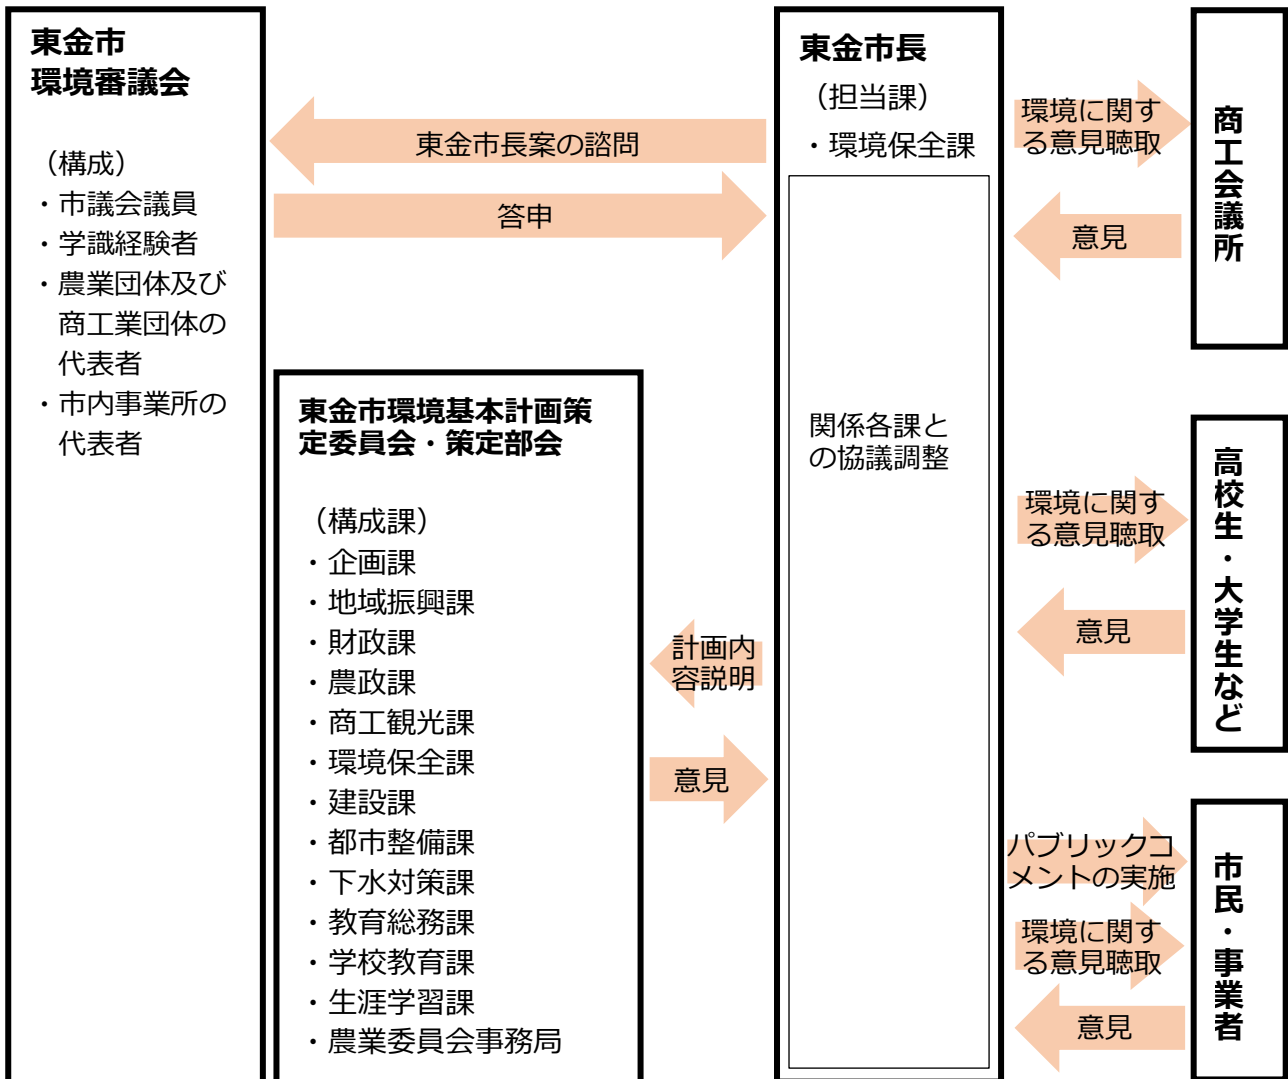 東金市
環境審議会
（構成）
・市議会議員
・学識経験者
・農業団体及び
商工業団体の
代表者
・市内事業所の
代表者
東金市長案の諮問
答申
東金市環境基本計画策
定委員会・策定部会
（構成課）
・企画課
・地域振興課
・財政課
・農政課
・商工観光課
・環境保全課
・建設課
・都市整備課
・下水対策課
・教育総務課
・学校教育課
・生涯学習課
・農業委員会事務局
計画内
容説明
意見
東金市長
（担当課）
・環境保全課
関係各課と
の協議調整
環境に関す
る意見聴取
意見
商工会議所
環境に関す
る意見聴取
意見
高校生・大学生など
パブリックコ
メントの実施
環境に関す
る意見聴取
意見
市民・事業者